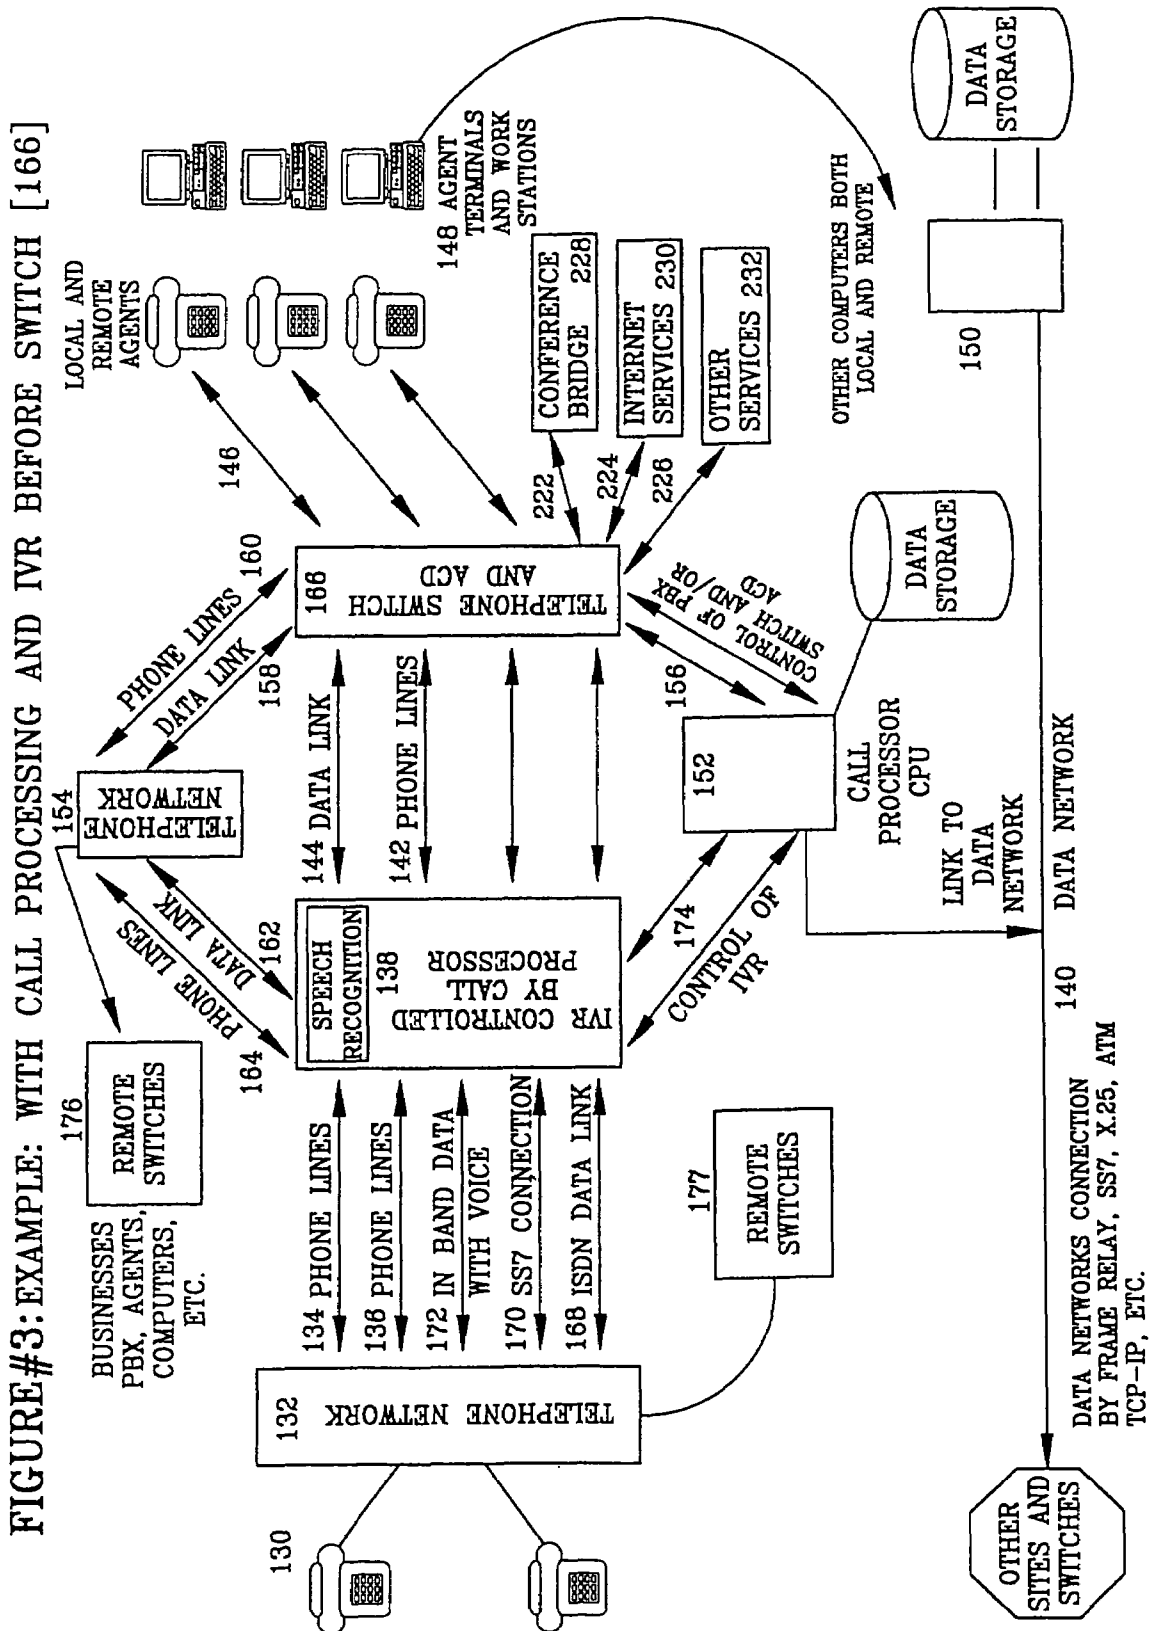 FIGURE#3: EXAMPLE: WITH CALL PROCESSING AND IVR BEFORE SWITCH [166]
176
REMOTE
SWITCHES
BUSINESSES
PBX, AGENTS,
COMPUTERS,
ETC.
154
TELEPHONE
NETWORK
PHONE LINES
164
DATA LINK
162
PHONE LINES
160
DATA LINK
158
LOCAL AND
REMOTE
AGENTS
146
148 AGENT
TERMINALS
AND WORK
STATIONS
130
132
TELEPHONE NETWORK
134 PHONE LINES
136 PHONE LINES
172 IN BAND DATA
WITH VOICE
170 SS7 CONNECTION
168 ISDN DATA LINK
SPEECH
RECOGNITION
138
IVR CONTROLLED
BY CALL
PROCESSOR
144 DATA LINK
142 PHONE LINES
166
TELEPHONE SWITCH
AND ACD
222
CONFERENCE
BRIDGE 228
224
INTERNET
SERVICES 230
226
OTHER
SERVICES 232
177
REMOTE
SWITCHES
174
CONTROL OF
IVR
156
CONTROL OF PBX
SWITCH AND/OR
ACD
152
CALL
PROCESSOR
CPU
DATA
STORAGE
LINK TO
DATA
NETWORK
OTHER COMPUTERS BOTH
LOCAL AND REMOTE
150
DATA
STORAGE
140 DATA NETWORK
DATA NETWORKS CONNECTION
BY FRAME RELAY, SS7, X.25, ATM
TCP-IP, ETC.
OTHER
SITES AND
SWITCHES